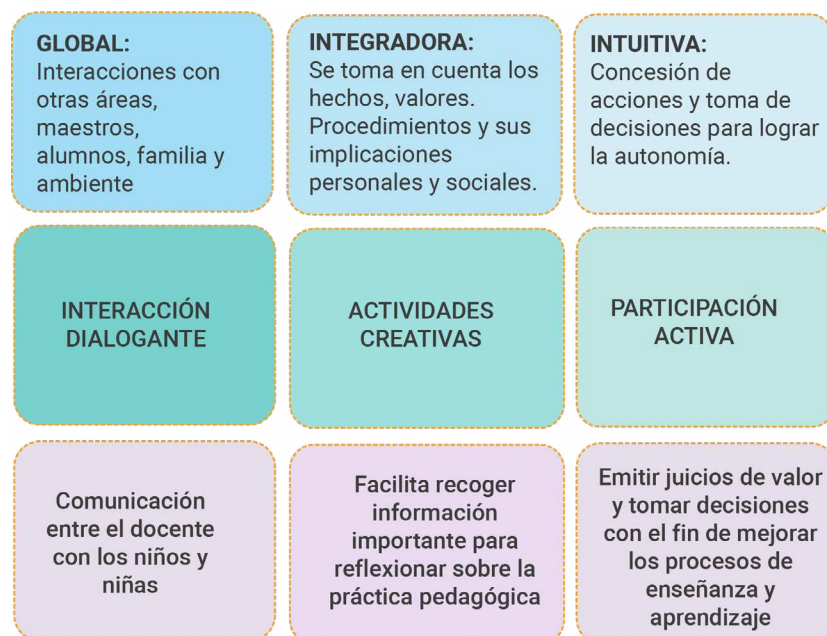 GLOBAL:
Interacciones con
otras áreas,
maestros,
alumnos, familia y
ambiente
INTEGRADORA:
Se toma en cuenta los
hechos, valores.
Procedimientos y sus
implicaciones
personales y sociales.
INTUITIVA:
Concesión de
acciones y toma de
decisiones para lograr
la autonomía.
INTERACCIÓN
DIALOGANTE
ACTIVIDADES
CREATIVAS
PARTICIPACIÓN
ACTIVA
Comunicación
entre el docente
con los niños y
niñas
Facilita recoger
información
importante para
reflexionar sobre la
práctica pedagógica
Emitir juicios de valor
y tomar decisiones
con el fin de mejorar
los procesos de
enseñanza y
aprendizaje